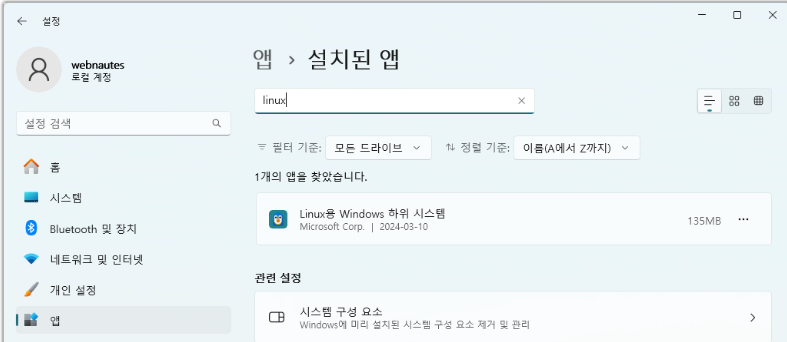 설정
webnautes
로컬 계정
설정 검색
홈
시스템
Bluetooth 및 장치
네트워크 및 인터넷
개인 설정
앱
앱 › 설치된 앱
linux
필터 기준: 모든 드라이브 정렬 기준: 이름(A에서 Z까지)
1개의 앱을 찾았습니다.
Linux용 Windows 하위 시스템
Microsoft Corp. | 2024-03-10
135MB
관련 설정
시스템 구성 요소
Windows에 미리 설치된 시스템 구성 요소 제거 및 관리